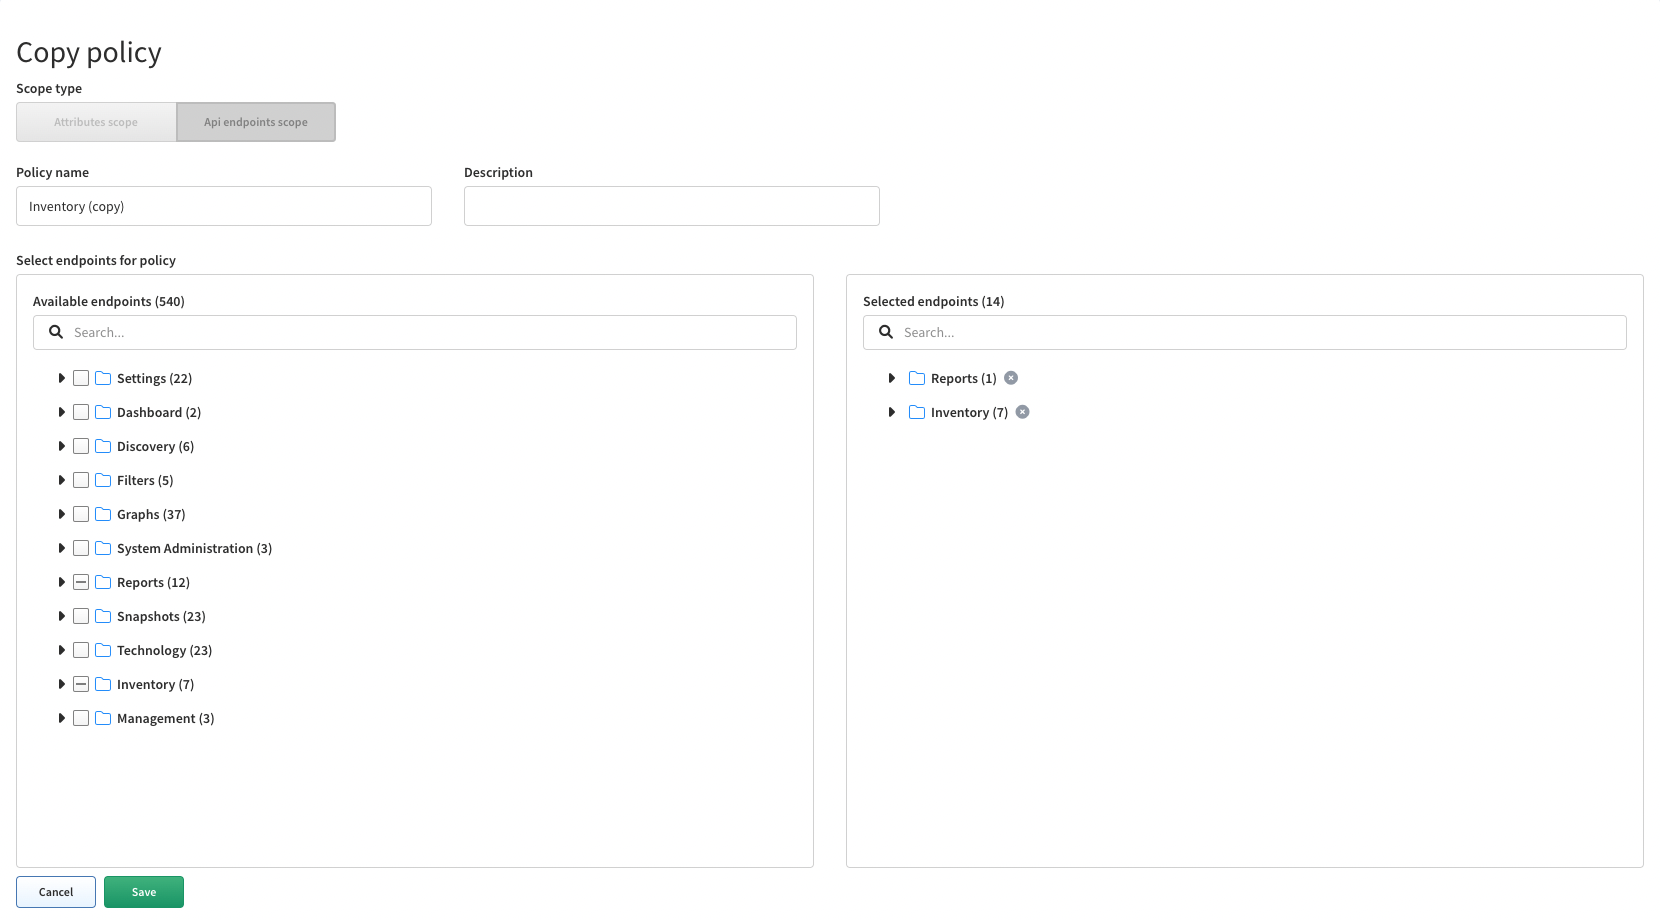 Copy policy
Scope type
Attributes scope
Api endpoints scope
Policy name
Description
Inventory (copy)
Select endpoints for policy
Available endpoints (540)
Search...
Settings (22)
Dashboard (2)
Discovery (6)
Filters (5)
Graphs (37)
System Administration (3)
Reports (12)
Snapshots (23)
Technology (23)
Inventory (7)
Management (3)
Selected endpoints (14)
Search...
Reports (1)
Inventory (7)
Cancel
Save